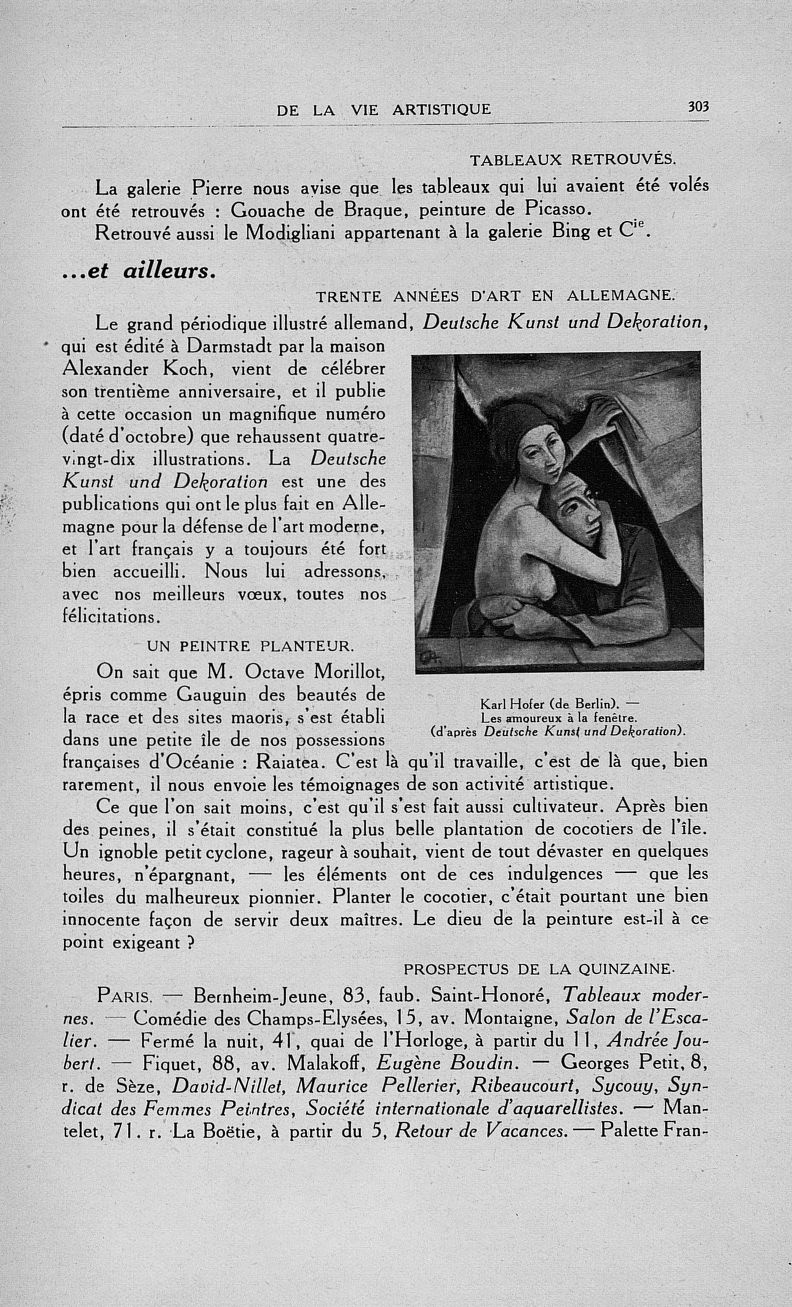 DE LA VIE ARTISTIQUE 303
TABLEAUX RETROUVÉS.
La galerie Pierre nous avise que les tableaux qui lui avaient été volés
ont été retrouvés : Gouache de Braque, peinture de Picasso.
Retrouvé aussi le Modigliani appartenant à la galerie Bing et Cie.
...et ailleurs.
TRENTE ANNÉES D'ART EN ALLEMAGNE.
Le grand périodique illustré allemand, Deutsche Kunst und Dekoration,
qui est édité à Darmstadt par la maison
Alexander Koch, vient de célébrer
son trentième anniversaire, et il publie
à cette occasion un magnifique numéro
(daté d'octobre) que rehaussent quatre-
vingt-dix illustrations. La Deutsche
Kunst und Dekoration est une des
publications qui ont le plus fait en Alle-
magne pour la défense de l'art moderne,
et l'art français y a toujours été fort
bien accueilli. Nous lui adressons,
avec nos meilleurs vœux, toutes nos
félicitations.
UN PEINTRE PLANTEUR.
On sait que M. Octave Morillot,
épris comme Gauguin des beautés de
la race et des sites maoris, s'est établi
dans une petite île de nos possessions
Karl Hofer (de Berlin). —
Les amoureux à la fenêtre.
(d'après Deutsche Kunst und Dekoration).
françaises d'Océanie : Raiatea. C'est là qu'il travaille, c'est de là que, bien
rarement, il nous envoie les témoignages de son activité artistique.
Ce que l'on sait moins, c'est qu'il s'est fait aussi cultivateur. Après bien
des peines, il s'était constitué la plus belle plantation de cocotiers de l'île.
Un ignoble petit cyclone, rageur à souhait, vient de tout dévaster en quelques
heures, n'épargnant, — les éléments ont de ces indulgences — que les
toiles du malheureux pionnier. Planter le cocotier, c'était pourtant une bien
innocente façon de servir deux maîtres. Le dieu de la peinture est-il à ce
point exigeant ?
PROSPECTUS DE LA QUINZAINE.
PARIS. — Bernheim-Jeune, 83, faub. Saint-Honoré, Tableaux moder-
nes. — Comédie des Champs-Elysées, 15, av. Montaigne, Salon de l'Esca-
lier. — Fermé la nuit, 41, quai de l'Horloge, à partir du 11, Andrée Jou-
bert. — Fiquet, 88, av. Malakoff, Eugène Boudin. — Georges Petit, 8,
r. de Sèze, David-Nillet, Maurice Pellerier, Ribeaucourt, Sycouy, Syn-
dicat des Femmes Peintres, Société internationale d'aquarellistes. — Man-
telet, 71. r. La Boëtie, à partir du 5, Retour de Vacances. — Palette Fran-